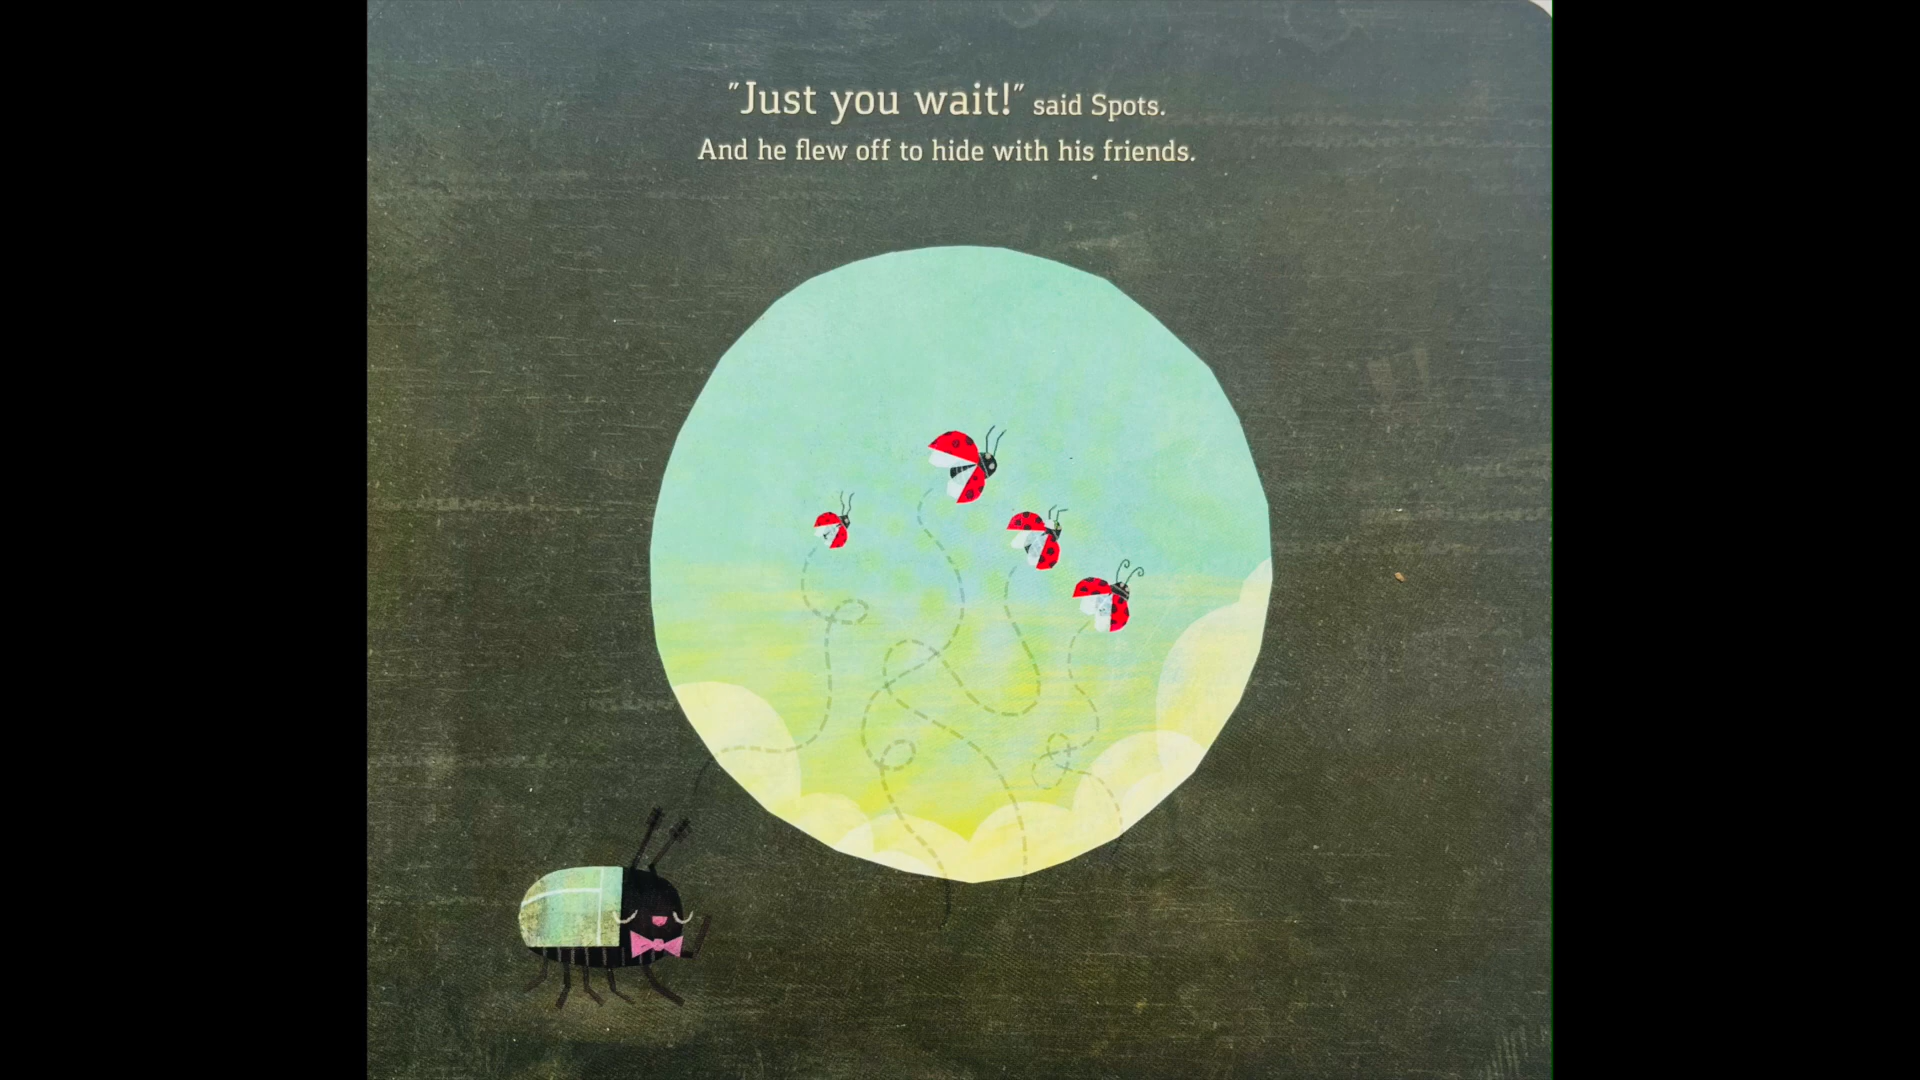 "Just you wait!" said Spots.
And he flew off to hide with his friends.